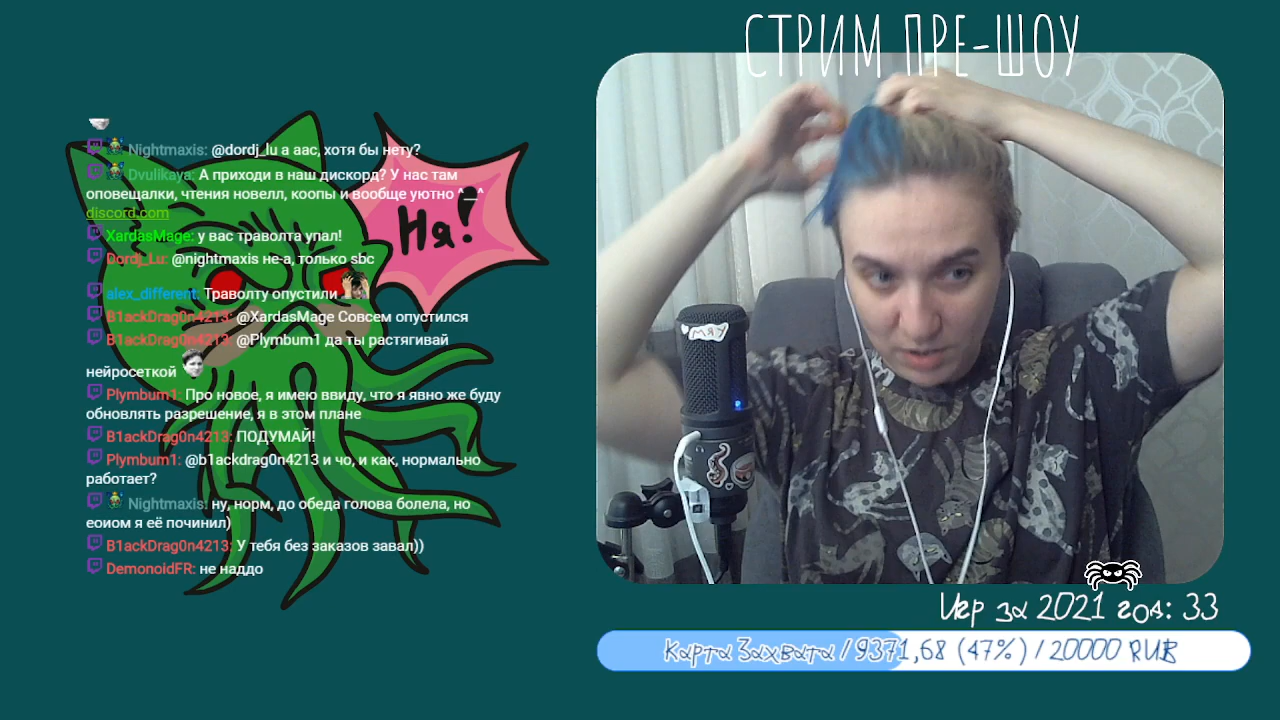 СТРИМ ПРЕ-ШОУ
Nightmaxis: @dordj_lu а аас, хотя бы нету?
Dvulikaya: А приходи в наш дискорд? У нас там
оповещалки, чтения новелл, коопы и вообще уютно ^_^
discord.com
Ня!
XardasMage: у вас траволта упал!
Dordj_Lu: @nightmaxis не-а, только sbc
alex_different: Траволту опустили
B1ackDrag0n4213: @XardasMage Совсем опустился
B1ackDrag0n4213: @Plymbum1 да ты растягивай
нейросеткой
Plymbum1: Про новое, я имею ввиду, что я явно же буду
обновлять разрешение, я в этом плане
B1ackDrag0n4213: ПОДУМАЙ!
Plymbum1: @b1ackdrag0n4213 и чо, и как, нормально
работает?
Nightmaxis: ну, норм, до обеда голова болела, но
еоиом я её починил)
B1ackDrag0n4213: У тебя без заказов завал))
DemonoidFR: не наддо
МЯУ
Игр за 2021 год: 33
Карта Захвата / 9371,68 (47%) / 20000 RUB